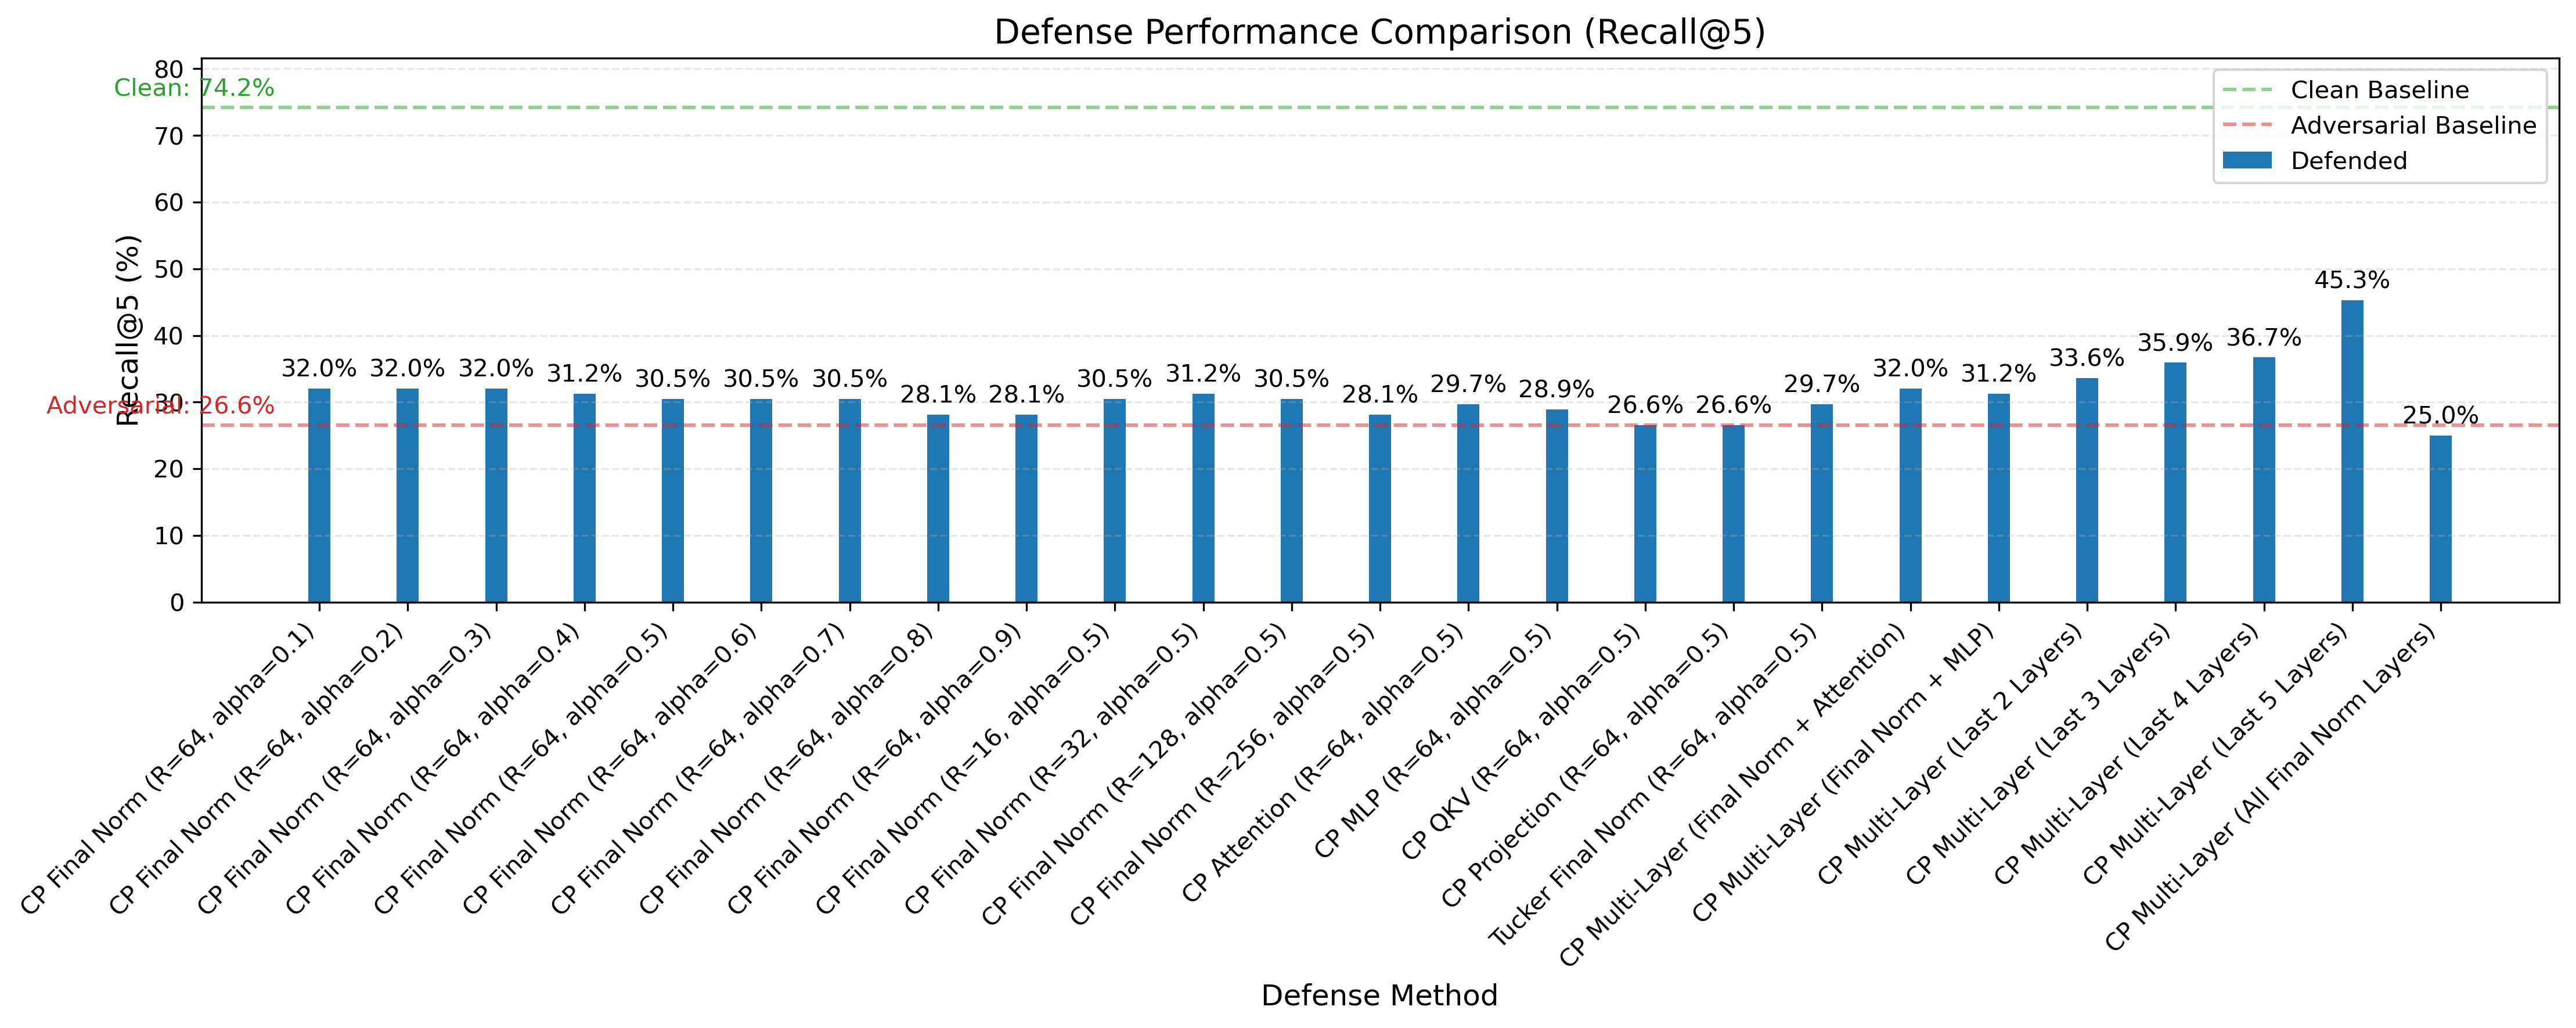 Defense Performance Comparison (Recall@5)
Clean: 74.2%
Adversarial: 26.6%
Recall@5 (%)
80
70
60
50
40
30
20
10
0
Clean Baseline
Adversarial Baseline
Defended
32.0%
32.0%
32.0%
31.2%
30.5%
30.5%
30.5%
28.1%
28.1%
30.5%
31.2%
30.5%
28.1%
29.7%
28.9%
26.6%
26.6%
29.7%
32.0%
31.2%
33.6%
35.9%
36.7%
45.3%
25.0%
CP Final Norm (R=64, alpha=0.1)
CP Final Norm (R=64, alpha=0.2)
CP Final Norm (R=64, alpha=0.3)
CP Final Norm (R=64, alpha=0.4)
CP Final Norm (R=64, alpha=0.5)
CP Final Norm (R=64, alpha=0.6)
CP Final Norm (R=64, alpha=0.7)
CP Final Norm (R=64, alpha=0.8)
CP Final Norm (R=64, alpha=0.9)
CP Final Norm (R=16, alpha=0.5)
CP Final Norm (R=32, alpha=0.5)
CP Final Norm (R=128, alpha=0.5)
CP Final Norm (R=256, alpha=0.5)
CP Attention (R=64, alpha=0.5)
CP MLP (R=64, alpha=0.5)
CP QKV (R=64, alpha=0.5)
CP Projection (R=64, alpha=0.5)
Tucker Final Norm (R=64, alpha=0.5)
CP Multi-Layer (Final Norm + Attention)
CP Multi-Layer (Final Norm + MLP)
CP Multi-Layer (Last 2 Layers)
CP Multi-Layer (Last 3 Layers)
CP Multi-Layer (Last 4 Layers)
CP Multi-Layer (Last 5 Layers)
CP Multi-Layer (All Final Norm Layers)
Defense Method